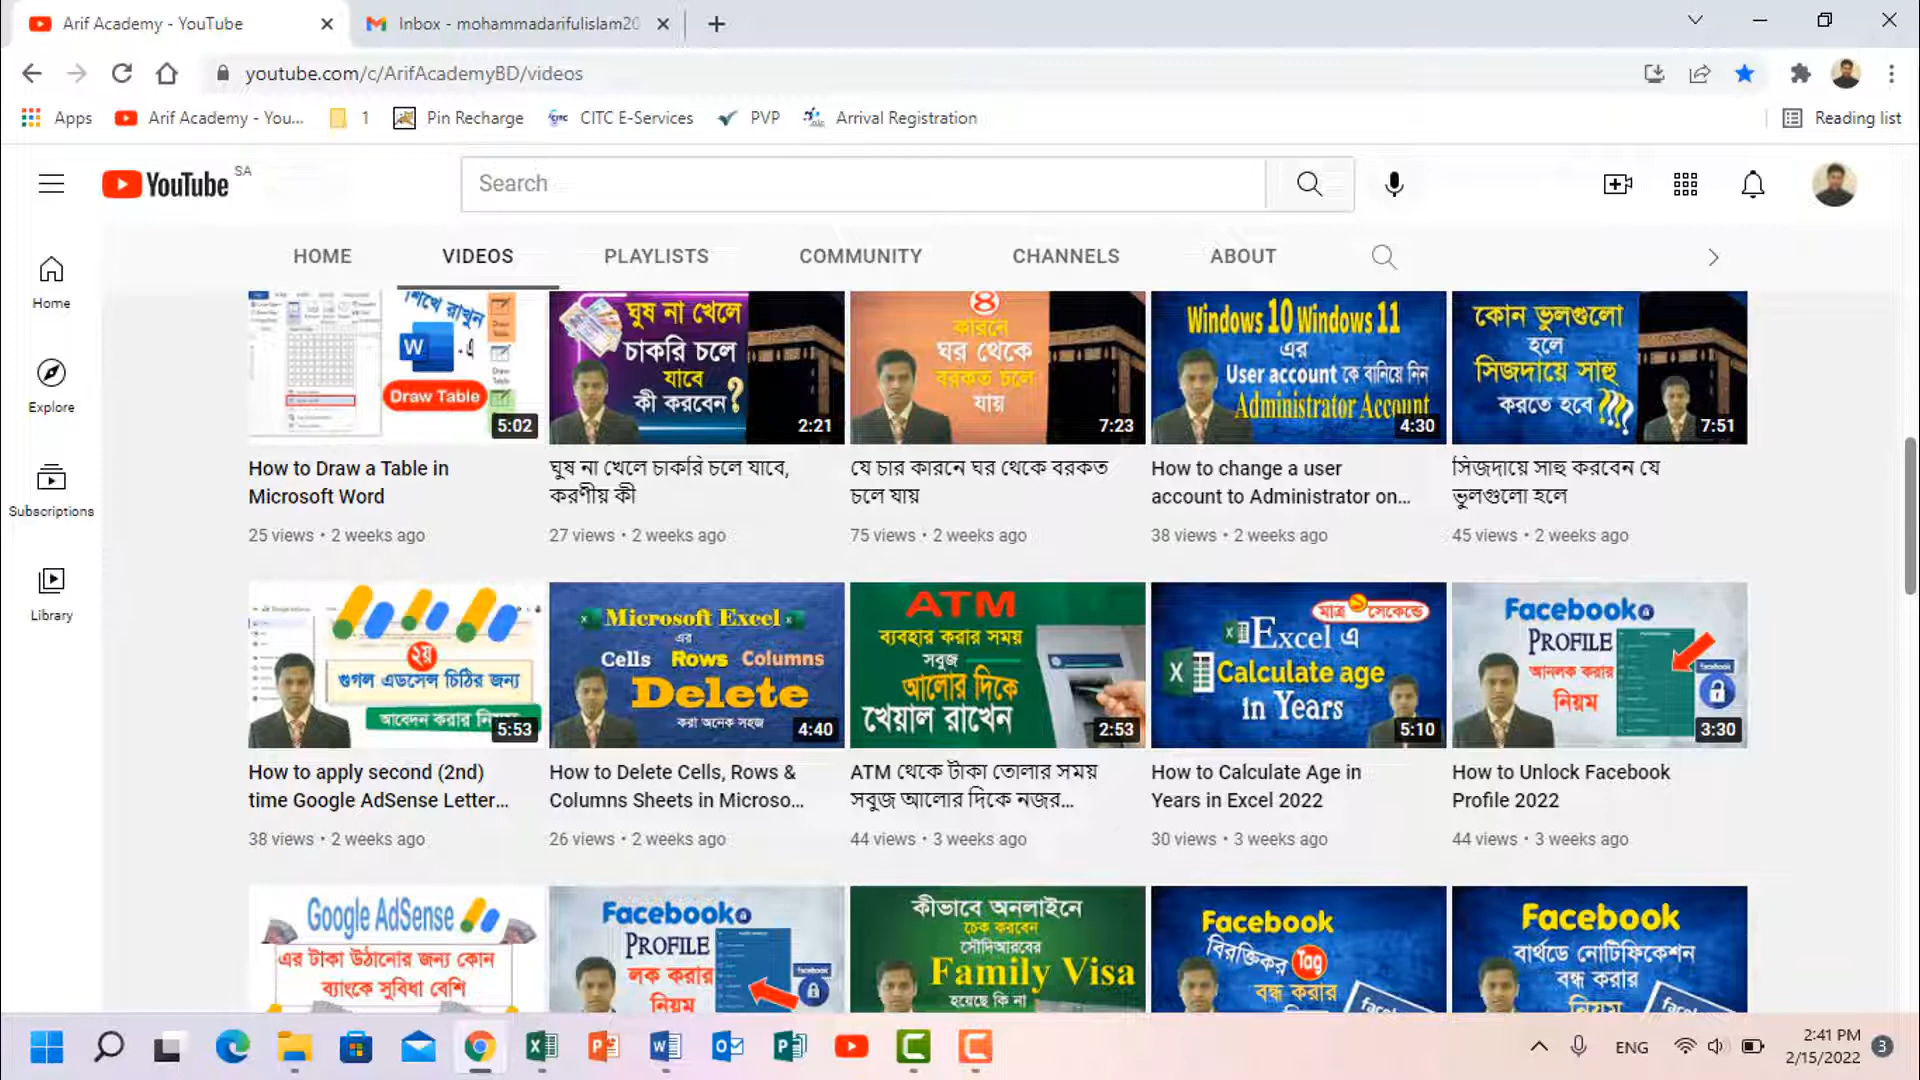 Arif Academy - YouTube
Inbox - mohammadarifulislam20
youtube.com/c/ArifAcademyBD/videos
Apps
Arif Academy - You...
1
Pin Recharge
CITC E-Services
PVP
Arrival Registration
Reading list
YouTube SA
Search
HOME
VIDEOS
PLAYLISTS
COMMUNITY
CHANNELS
ABOUT
Home
Explore
Subscriptions
Library
শিখে রাখুন
W -এ
Draw Table
5:02
ঘুষ না খেলে
চাকরি চলে
যাবে
কী করবেন?
2:21
৪
কারনে
ঘর থেকে
বরকত চলে
যায়
7:23
Windows 10 Windows 11
এর
User account কে বানিয়ে নিন
Administrator Account
4:30
কোন ভুলগুলো
হলে
সিজদায়ে সাহু
করতে হবে ???
7:51
How to Draw a Table in
Microsoft Word
25 views • 2 weeks ago
ঘুষ না খেলে চাকরি চলে যাবে,
করণীয় কী
27 views • 2 weeks ago
যে চার কারনে ঘর থেকে বরকত
চলে যায়
75 views • 2 weeks ago
How to change a user
account to Administrator on...
38 views • 2 weeks ago
সিজদায়ে সাহু করবেন যে
ভুলগুলো হলে
45 views • 2 weeks ago
২য়
গুগল এডসেন্স চিঠির জন্য
আবেদন করার
5:53
Microsoft Excel
এর
Cells Rows Columns
Delete
করা অনেক সহজ
4:40
ATM
ব্যবহার করার সময়
সবুজ
আলোর দিকে
খেয়াল রাখেন
2:53
মাত্র ৫ সেকেন্ডে
Excel এ
Calculate age
in Years
5:10
Facebook
PROFILE
আনলক করার
নিয়ম
facebook
3:30
How to apply second (2nd)
time Google AdSense Letter...
38 views • 2 weeks ago
How to Delete Cells, Rows &
Columns Sheets in Microso...
26 views • 2 weeks ago
ATM থেকে টাকা তোলার সময়
সবুজ আলোর দিকে নজর...
44 views • 3 weeks ago
How to Calculate Age in
Years in Excel 2022
30 views • 3 weeks ago
How to Unlock Facebook
Profile 2022
44 views • 3 weeks ago
Google AdSense
এর টাকা উঠানোর জন্য কোন
ব্যাংকে সুবিধা বেশি
Facebook
PROFILE
লক করার
নিয়ম
facebook
কীভাবে অনলাইনে
চেক করবেন
সৌদিআরবের
Family Visa
হয়েছে কি না
Facebook
বিরক্তিকর Tag
বন্ধ করার
Facebook
বার্থডে নোটিফিকেশন
বন্ধ করার
নিয়ম
ENG
2:41 PM
2/15/2022
3